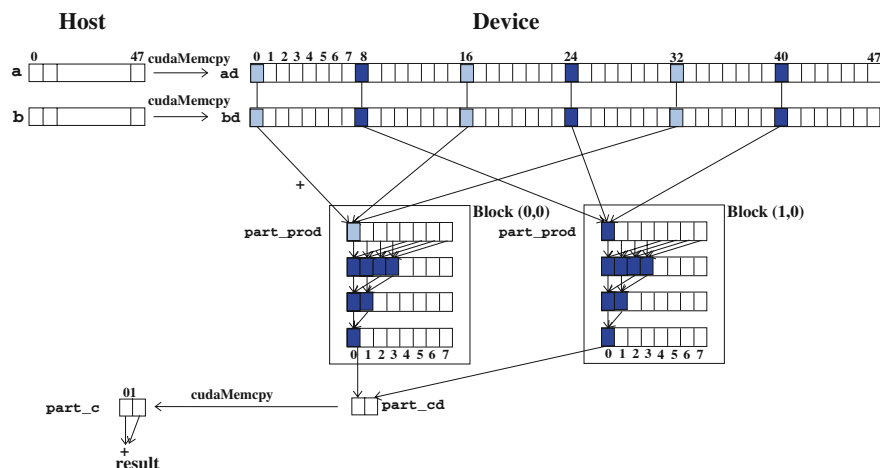 Host Device
0 47 0 1 2 3 4 5 6 7 8 16 24 32 40 47
a cudaMemcpy ad
b cudaMemcpy bd
+
Block (0,0) Block (1,0)
part_prod part_prod
0 1 2 3 4 5 6 7 0 1 2 3 4 5 6 7
01
part_c cudaMemcpy part_cd
+
result